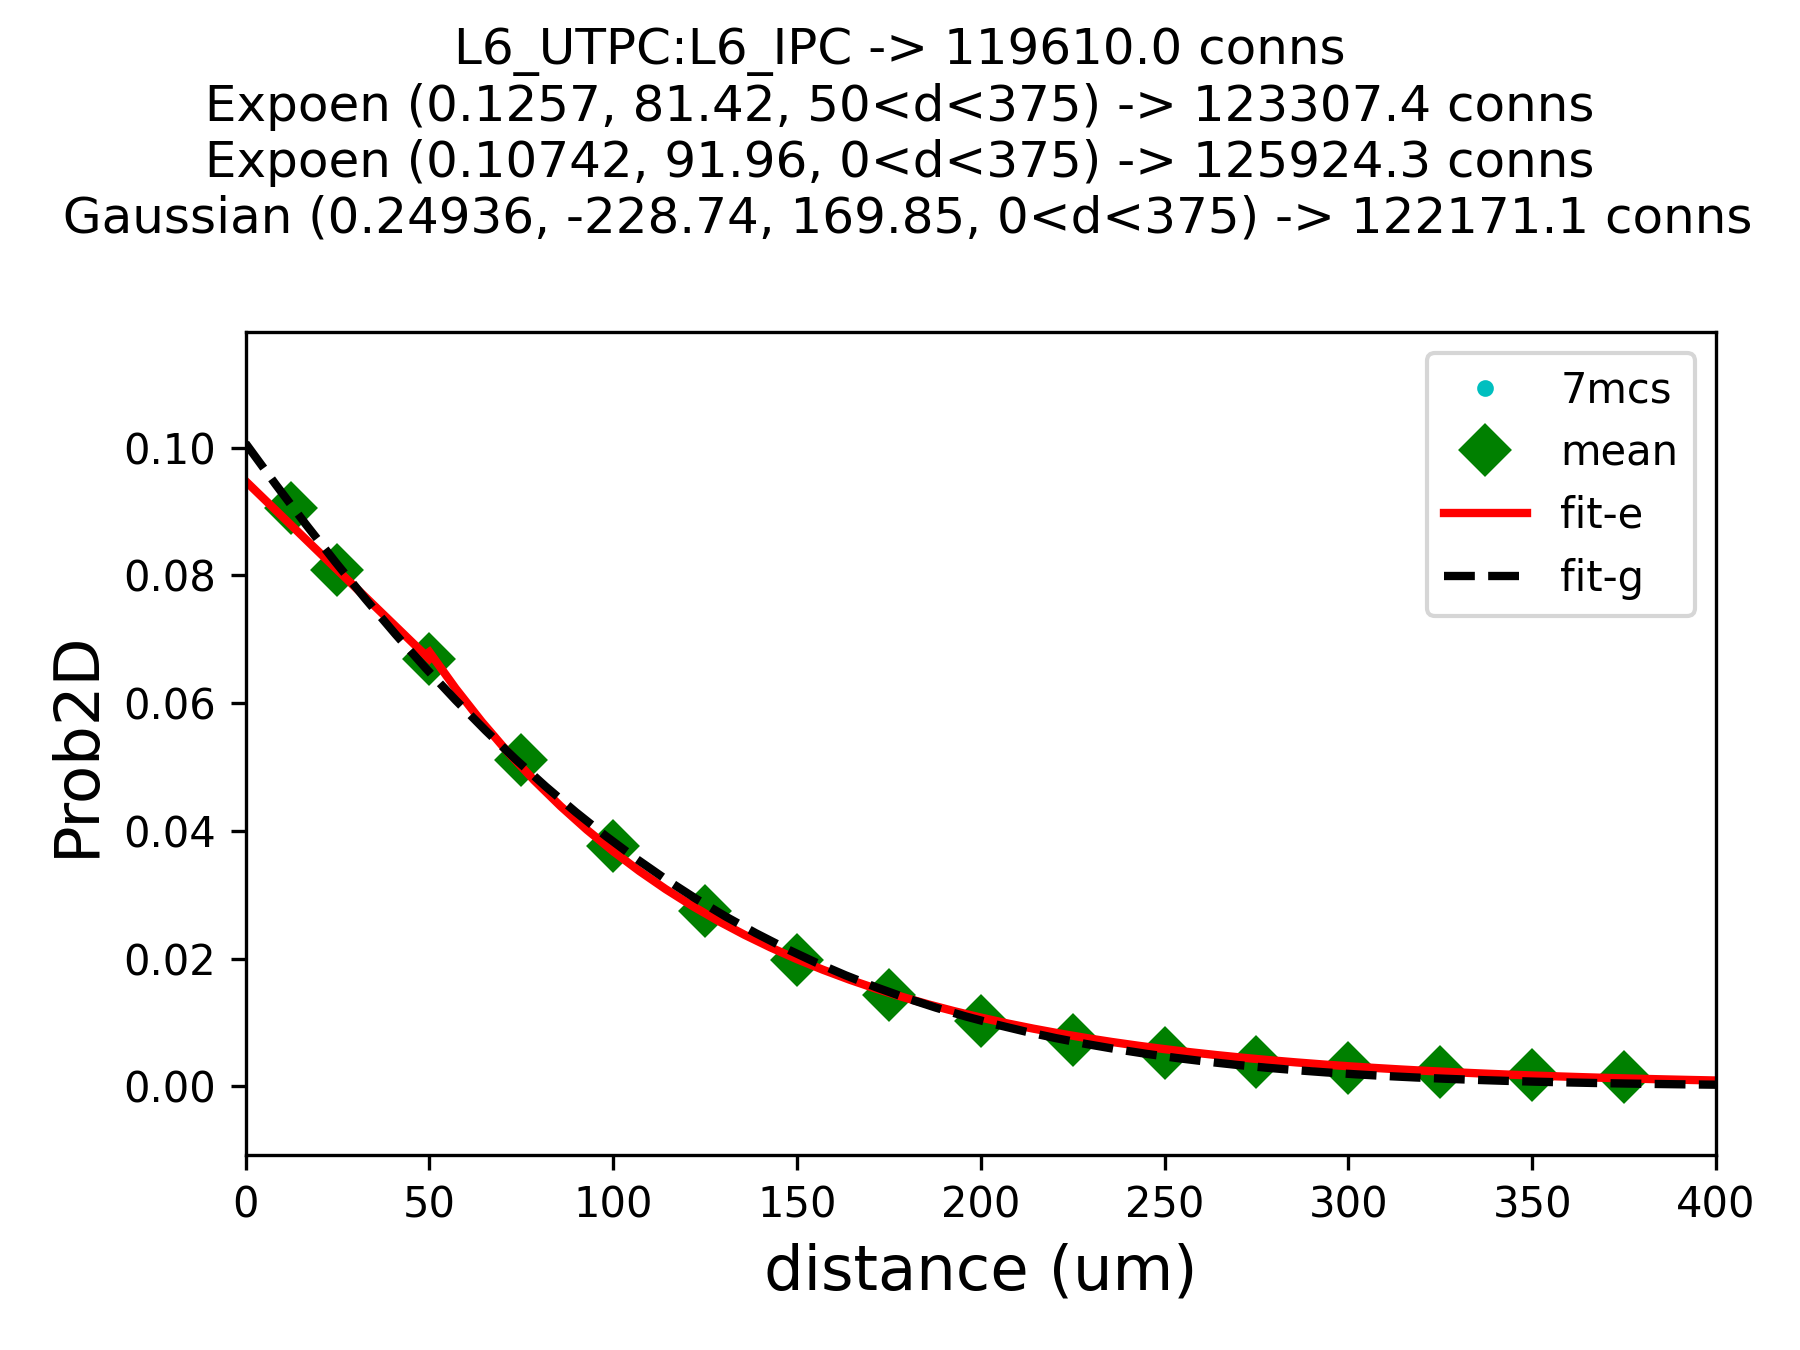 L6_UTPC:L6_IPC -> 119610.0 conns
Expoen (0.1257, 81.42, 50<d<375) -> 123307.4 conns
Expoen (0.10742, 91.96, 0<d<375) -> 125924.3 conns
Gaussian (0.24936, -228.74, 169.85, 0<d<375) -> 122171.1 conns
7mcs
mean
fit-e
fit-g
Prob2D
0.10
0.08
0.06
0.04
0.02
0.00
0 50 100 150 200 250 300 350 400
distance (um)